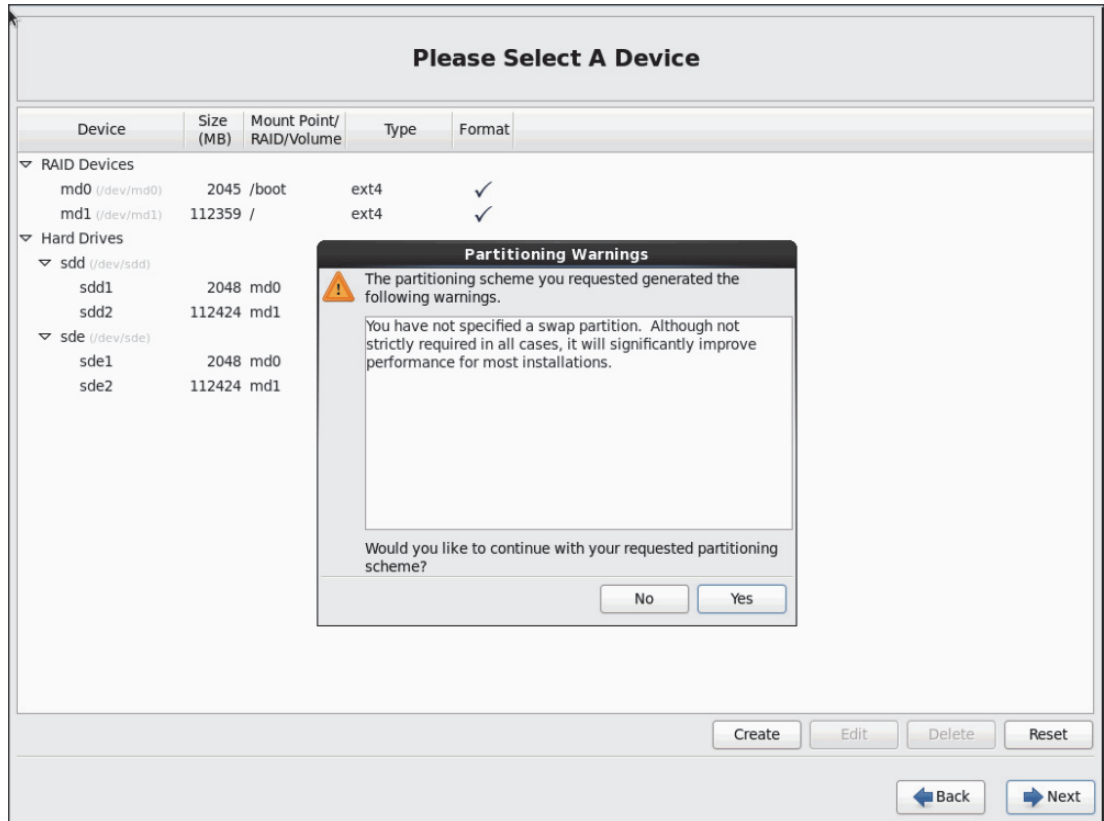 Please Select A Device
Device Size (MB) Mount Point/ RAID/Volume Type Format
RAID Devices
md0 (/dev/md0) 2045 /boot ext4 ✓
md1 (/dev/md1) 112359 / ext4 ✓
Hard Drives
sdd (/dev/sdd)
sdd1 2048 md0
sdd2 112424 md1
sde (/dev/sde)
sde1 2048 md0
sde2 112424 md1
Partitioning Warnings
The partitioning scheme you requested generated the
following warnings.
You have not specified a swap partition.  Although not
strictly required in all cases, it will significantly improve
performance for most installations.
Would you like to continue with your requested partitioning
scheme?
No Yes
Create Edit Delete Reset
Back Next